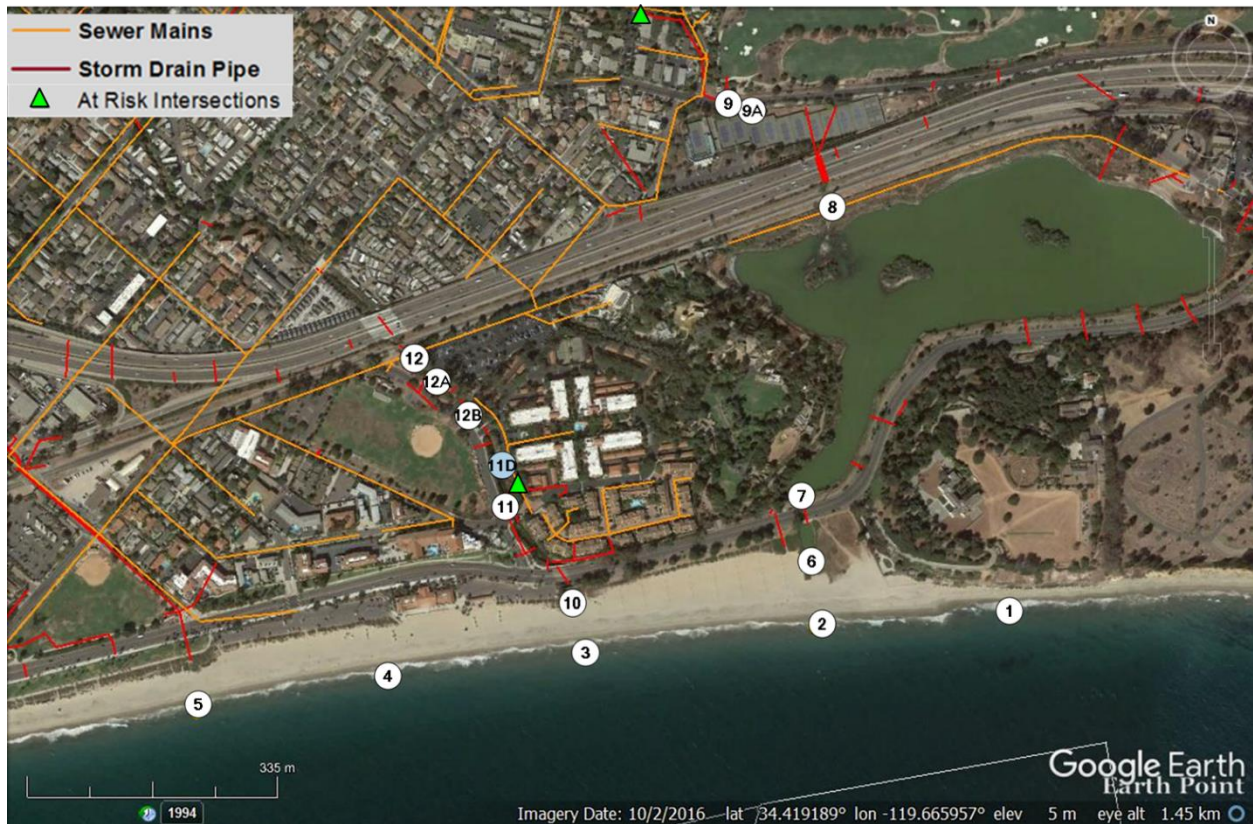 Sewer Mains
Storm Drain Pipe
At Risk Intersections
N
9
9A
8
12
12A
12B
11D
11
7
6
10
1
2
3
4
5
335 m
Google Earth
Earth Point
1994
Imagery Date: 10/2/2016 lat 34.419189° lon -119.665957° elev 5 m eye alt 1.45 km